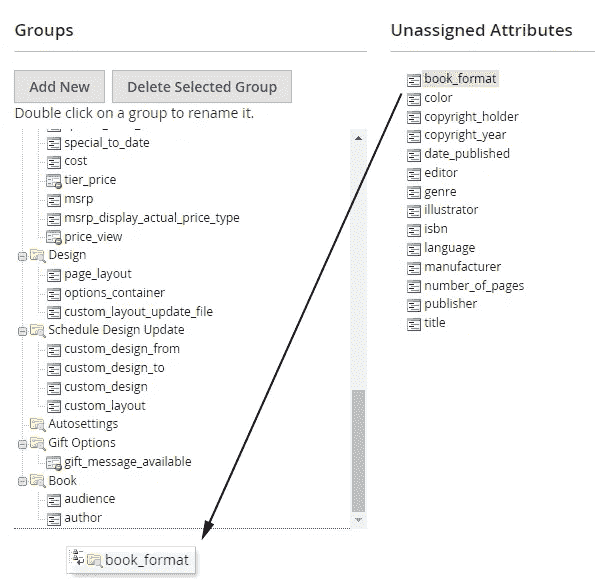 Groups
Add New
Delete Selected Group
Double click on a group to rename it.
special_to_date
cost
tier_price
msrp
msrp_display_actual_price_type
price_view
Design
page_layout
options_container
custom_layout_update_file
Schedule Design Update
custom_design_from
custom_design_to
custom_design
custom_layout
Autosettings
Gift Options
gift_message_available
Book
audience
author
book_format
Unassigned Attributes
book_format
color
copyright_holder
copyright_year
date_published
editor
genre
illustrator
isbn
language
manufacturer
number_of_pages
publisher
title